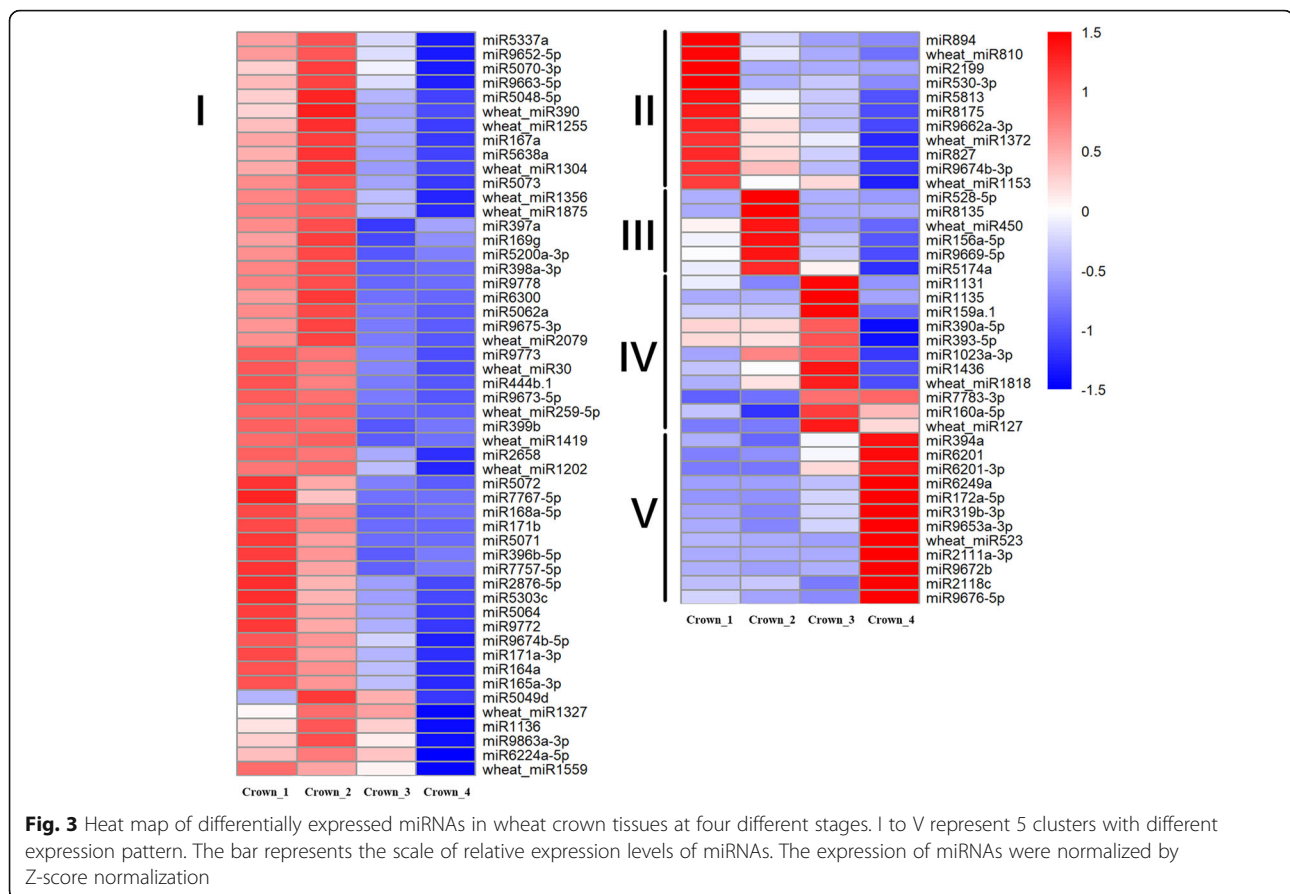 I
miR5337a
miR9652-5p
miR5070-3p
miR9663-5p
miR5048-5p
wheat_miR390
wheat_miR1255
miR167a
miR5638a
wheat_miR1304
miR5073
wheat_miR1356
wheat_miR1875
miR397a
miR169g
miR5200a-3p
miR398a-3p
miR9778
miR6300
miR5062a
miR9675-3p
wheat_miR2079
miR9773
wheat_miR30
miR444b.1
miR9673-5p
wheat_miR259-5p
miR399b
wheat_miR1419
miR2658
wheat_miR1202
miR5072
miR7767-5p
miR168a-5p
miR171b
miR5071
miR396b-5p
miR7757-5p
miR2876-5p
miR5303c
miR5064
miR9772
miR9674b-5p
miR171a-3p
miR164a
miR165a-3p
miR5049d
wheat_miR1327
miR1136
miR9863a-3p
miR6224a-5p
wheat_miR1559
Crown_1 Crown_2 Crown_3 Crown_4
II
miR894
wheat_miR810
miR2199
miR530-3p
miR5813
miR8175
miR9662a-3p
wheat_miR1372
miR827
miR9674b-3p
wheat_miR1153
III
miR528-5p
miR8135
wheat_miR450
miR156a-5p
miR9669-5p
miR5174a
IV
miR1131
miR1135
miR159a.1
miR390a-5p
miR393-5p
miR1023a-3p
miR1436
wheat_miR1818
miR7783-3p
miR160a-5p
wheat_miR127
V
miR394a
miR6201
miR6201-3p
miR6249a
miR172a-5p
miR319b-3p
miR9653a-3p
wheat_miR523
miR2111a-3p
miR9672b
miR2118c
miR9676-5p
Crown_1 Crown_2 Crown_3 Crown_4
1.5
1
0.5
0
-0.5
-1
-1.5
Fig. 3 Heat map of differentially expressed miRNAs in wheat crown tissues at four different stages. I to V represent 5 clusters with different
expression pattern. The bar represents the scale of relative expression levels of miRNAs. The expression of miRNAs were normalized by
Z-score normalization